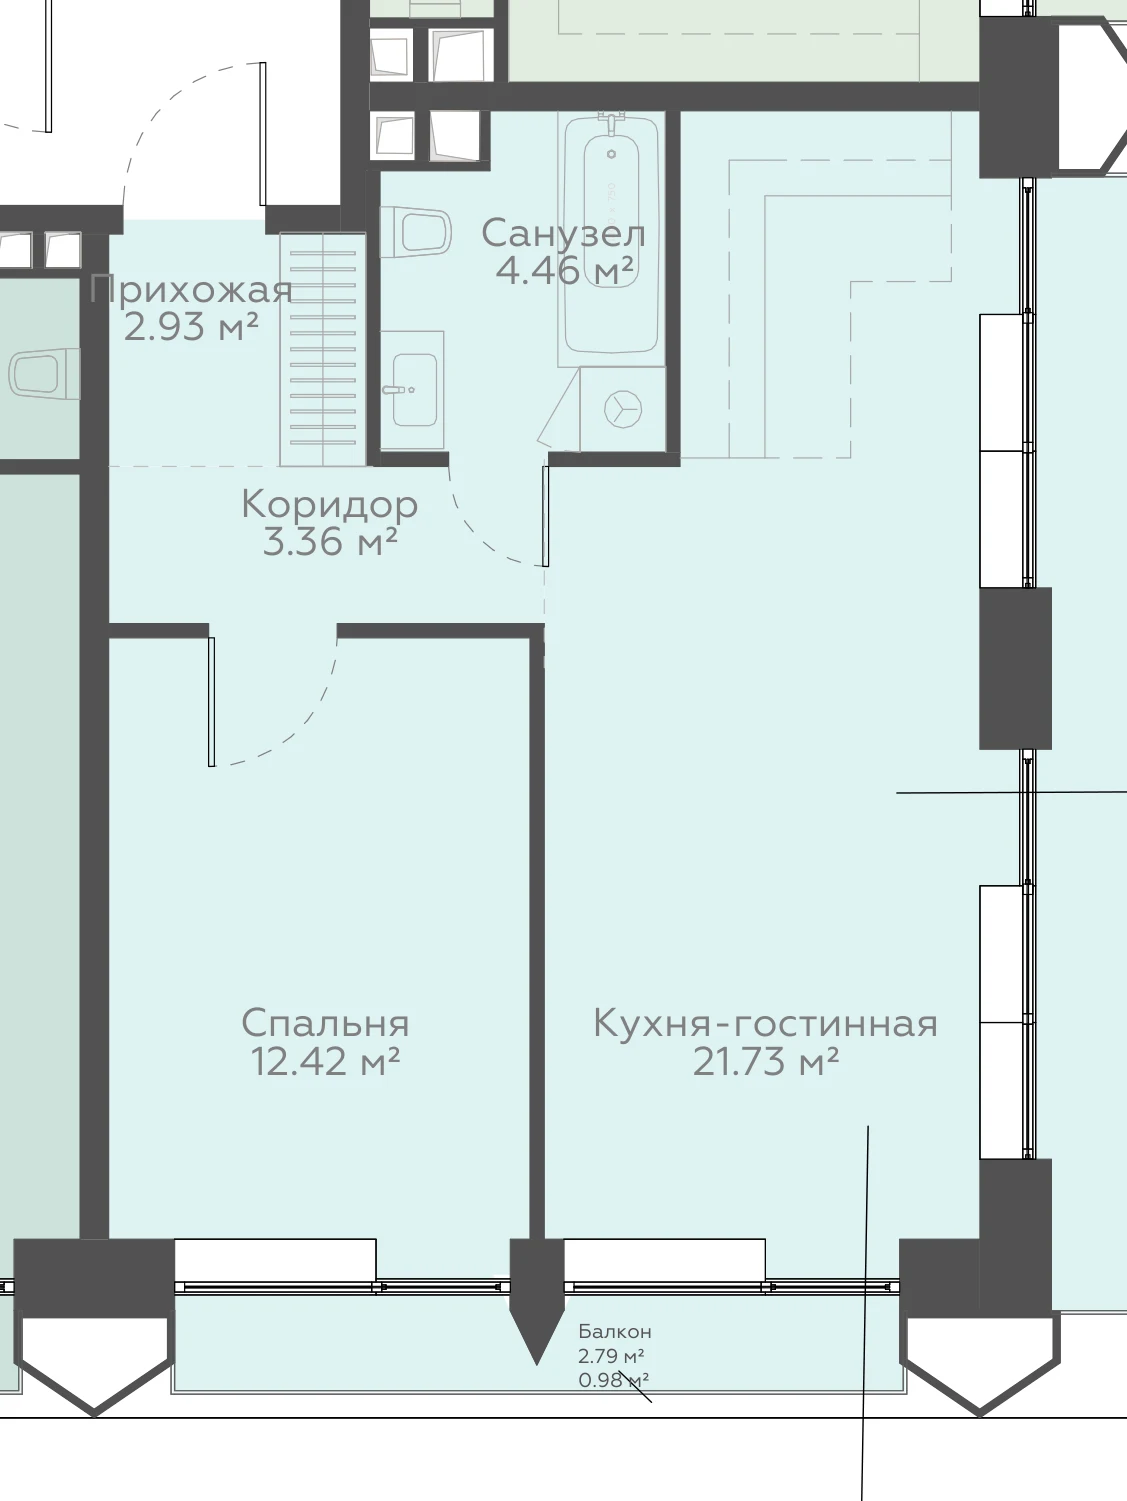 Санузел
4.46 м²
Прихожая
2.93 м²
Коридор
3.36 м²
Спальня
12.42 м²
Кухня-гостинная
21.73 м²
Балкон
2.79 м²
0.98 м²